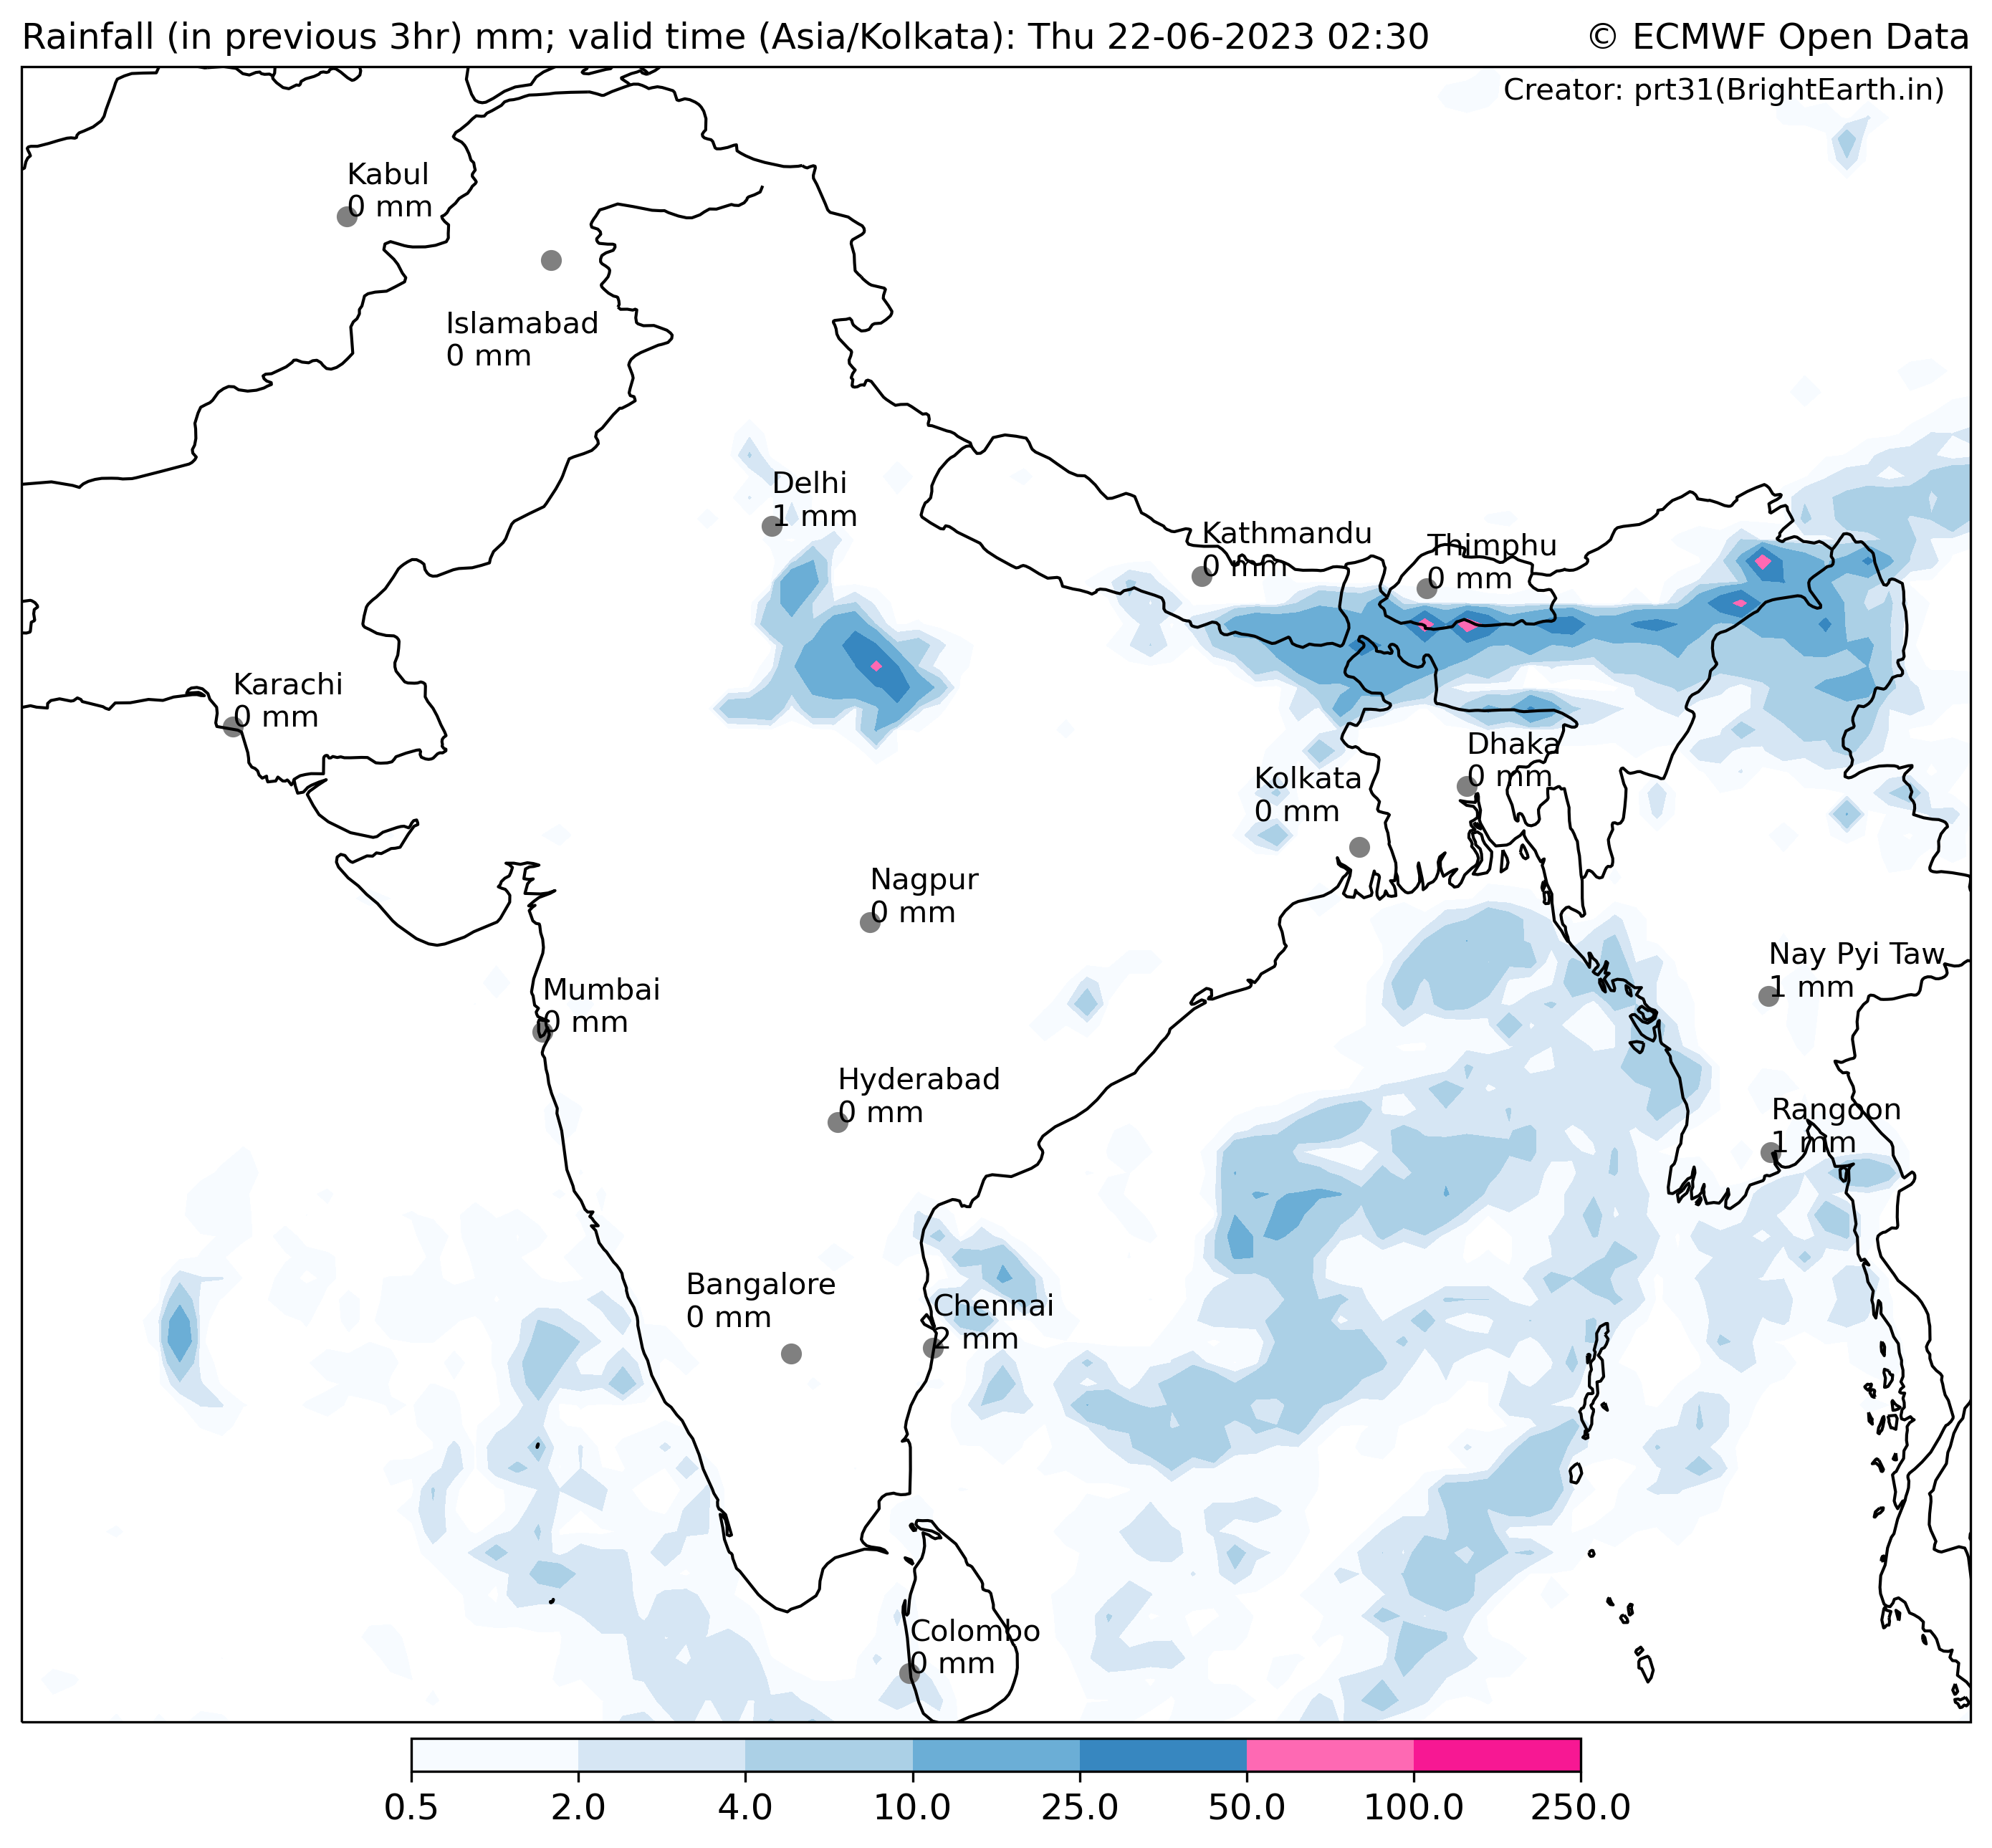 Rainfall (in previous 3hr) mm; valid time (Asia/Kolkata): Thu 22-06-2023 02:30
© ECMWF Open Data
Creator: prt31(BrightEarth.in)
Kabul
0 mm
Islamabad
0 mm
Delhi
1 mm
Kathmandu
0 mm
Thimphu
0 mm
Karachi
0 mm
Dhaka
0 mm
Kolkata
0 mm
Nagpur
0 mm
Nay Pyi Taw
1 mm
Mumbai
0 mm
Hyderabad
0 mm
Rangoon
1 mm
Bangalore
0 mm
Chennai
2 mm
Colombo
0 mm
0.5 2.0 4.0 10.0 25.0 50.0 100.0 250.0